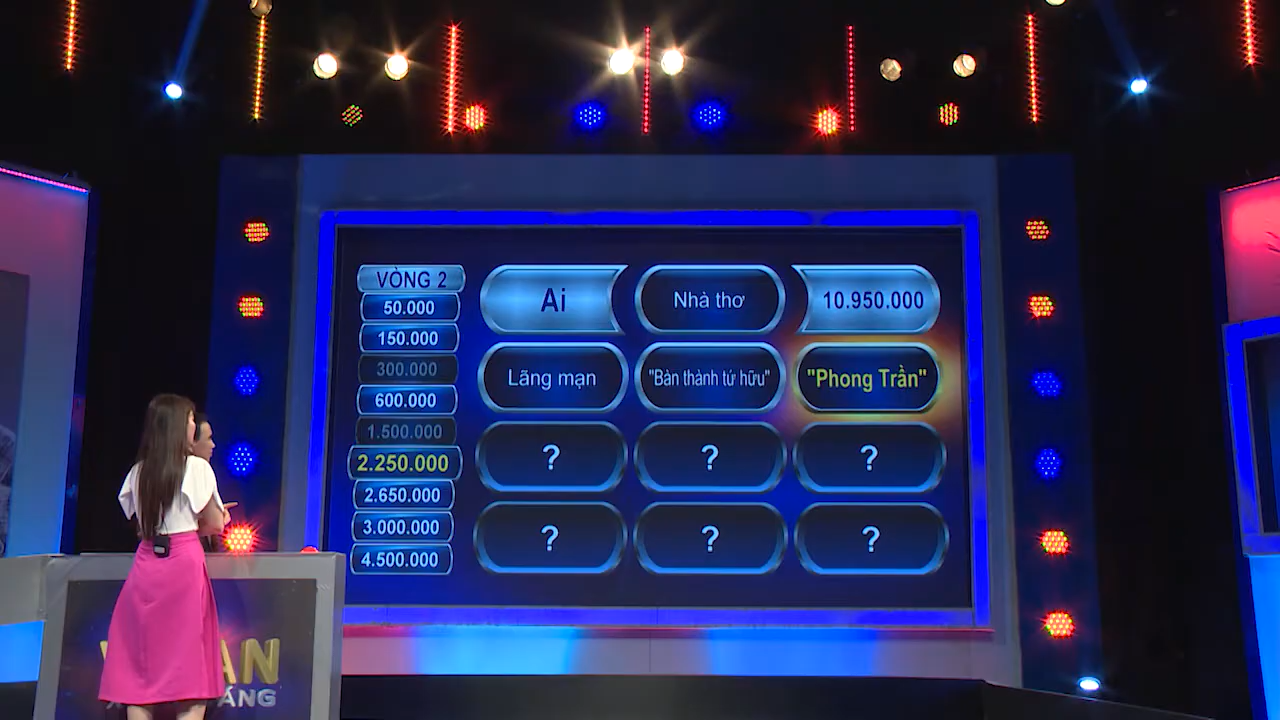 VÒNG 2
50.000
150.000
300.000
600.000
1.500.000
2.250.000
2.650.000
3.000.000
4.500.000
Ai
Nhà thơ
10.950.000
Lãng mạn
"Bàn thành tứ hữu"
"Phong Trần"
?
?
?
?
?
?